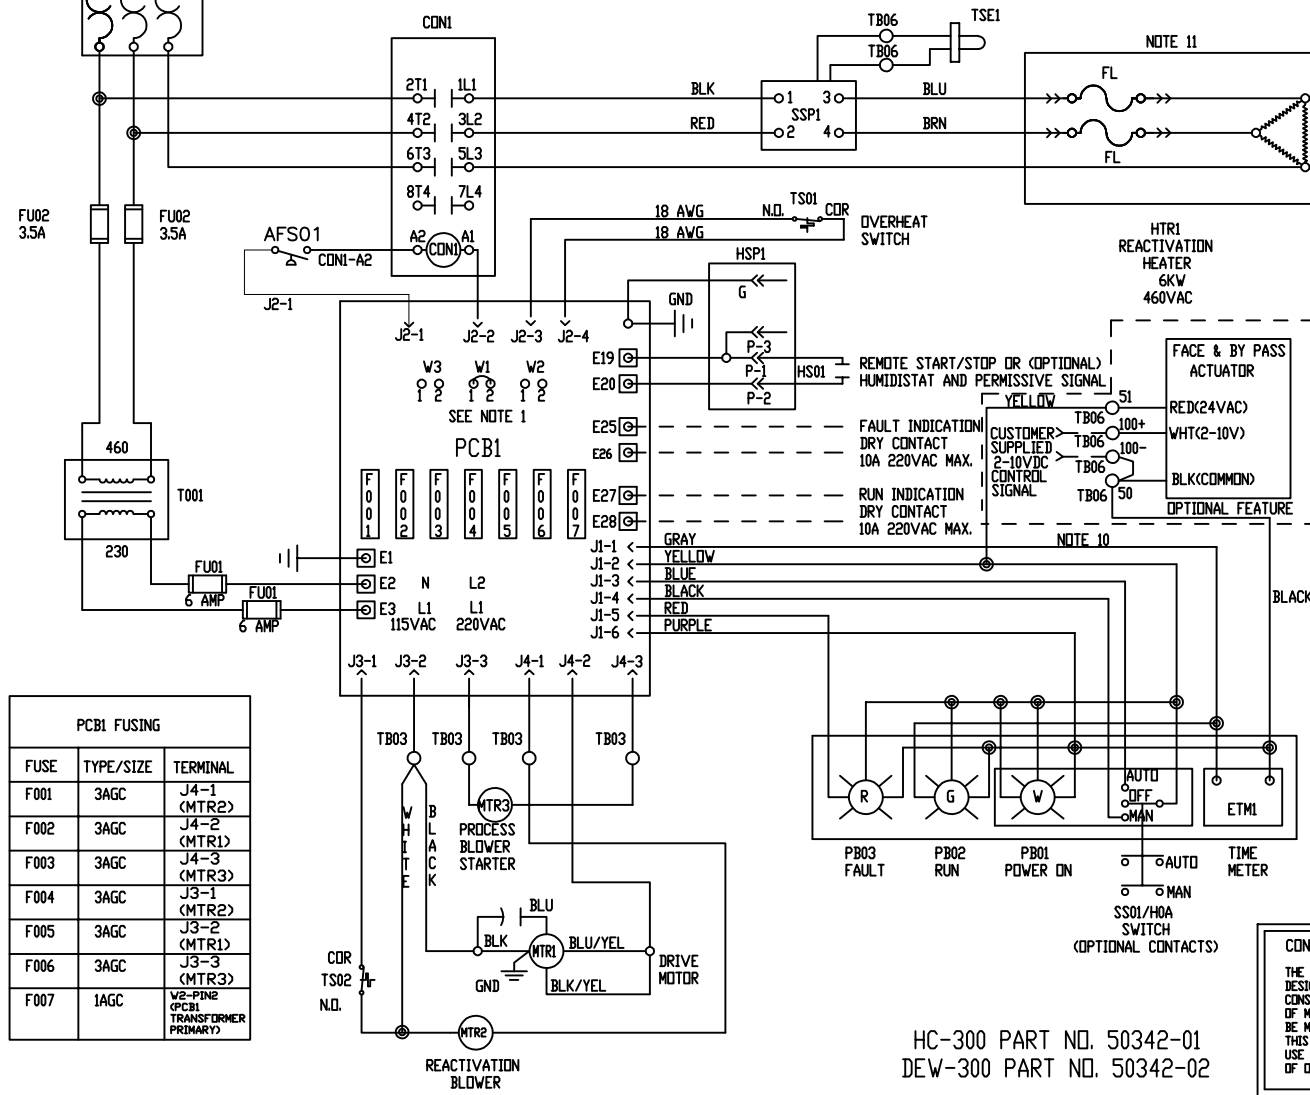 CON1
TB06
TSE1
TB06
NOTE 11
2T1 1L1
BLK
1 3
SSP1
BLU
FL
4T2 3L2
RED
2 4
BRN
FL
6T3 5L3
8T4 7L4
FU02
3.5A
FU02
3.5A
AFSO1
CON1-A2
J2-1
A2 CON1 A1
18 AWG
18 AWG
N.O. TS01 COR
OVERHEAT
SWITCH
HTR1
REACTIVATION
HEATER
6KW
460VAC
HSP1
G
GND
P-3
P-1
P-2
HS01
REMOTE START/STOP OR (OPTIONAL)
HUMIDISTAT AND PERMISSIVE SIGNAL
J2-1 J2-2 J2-3 J2-4
W3 W1 W2
1 2 1 2 1 2
SEE NOTE 1
PCB1
E19
E20
E25
E26
E27
E28
FAULT INDICATION
DRY CONTACT
10A 220VAC MAX.
RUN INDICATION
DRY CONTACT
10A 220VAC MAX.
FACE & BY PASS
ACTUATOR
YELLOW
51
TB06
RED(24VAC)
CUSTOMER
SUPPLIED
2-10VDC
CONTROL
SIGNAL
100+
TB06
WHT(2-10V)
100-
TB06
BLK(COMMON)
TB06 50
OPTIONAL FEATURE
NOTE 10
BLACK
F001 F002 F003 F004 F005 F006 F007
460
T001
230
FU01
6 AMP
FU01
6 AMP
E1
E2 N L2
E3 L1 L1
115VAC 220VAC
J1-1 GRAY
J1-2 YELLOW
J1-3 BLUE
J1-4 BLACK
J1-5 RED
J1-6 PURPLE
J3-1 J3-2 J3-3 J4-1 J4-2 J4-3
TB03 TB03 TB03 TB03
WHITE
BLACK
MTR3
PROCESS
BLOWER
STARTER
BLU
BLK
MTR1
BLU/YEL
GND
BLK/YEL
DRIVE
MOTOR
COR
TS02
N.O.
MTR2
REACTIVATION
BLOWER
R
G
W
AUTO
OFF
MAN
ETM1
PB03
FAULT
PB02
RUN
PB01
POWER ON
AUTO
MAN
TIME
METER
SS01/HOA
SWITCH
(OPTIONAL CONTACTS)
PCB1 FUSING
FUSE TYPE/SIZE TERMINAL
F001 3AGC J4-1
(MTR2)
F002 3AGC J4-2
(MTR1)
F003 3AGC J4-3
(MTR3)
F004 3AGC J3-1
(MTR2)
F005 3AGC J3-2
(MTR1)
F006 3AGC J3-3
(MTR3)
F007 1AGC W2-PIN2
(PCB1
TRANSFORMER
PRIMARY)
HC-300 PART NO. 50342-01
DEW-300 PART NO. 50342-02
CON
THE
DESIG
CONS
OF M
BE M
THIS
USE
OF O